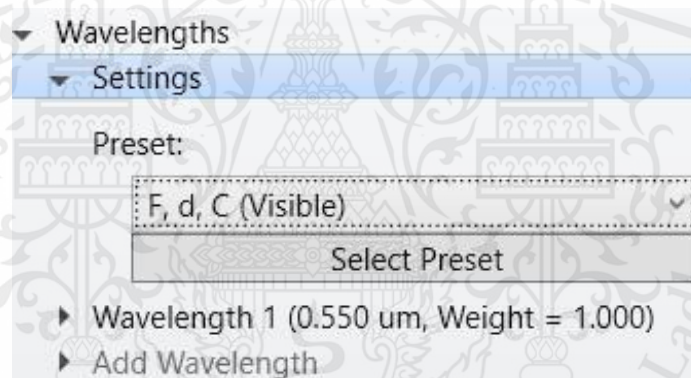 Wavelengths
Settings
Preset:
F, d, C (Visible)
Select Preset
Wavelength 1 (0.550 um, Weight = 1.000)
Add Wavelength